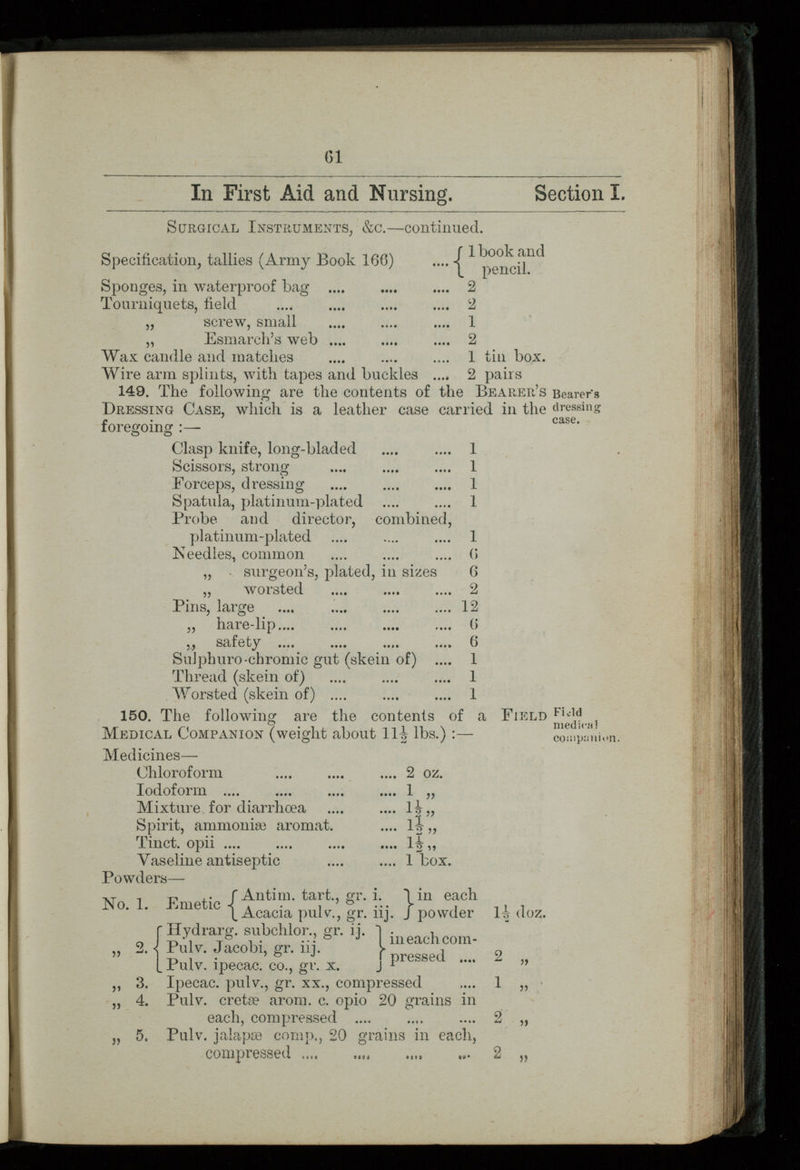 61
In First Aid and Nursing. Section I.
Surgical Instruments, &c.—continued.
Specification, tallies (Army Book 166) .... { 1 book and
pencil.
Sponges, in waterproof bag .... .... .... 2
Tourniquets, field .... .... .... .... 2
„ screw, small .... .... .... 1
„ Esmarch's web .... .... .... 2
Wax candle and matches .... .... .... 1 tin box.
Wire arm splints, with tapes and buckles .... 2 pairs
149. The following are the contents of the Bearer's Bearer's
Dressing Case, which is a leather case carried in the dressing
foregoing :— case.
Clasp knife, long-bladed .... .... 1
Scissors, strong .... .... .... 1
Forceps, dressing .... .... .... 1
Spatula, platinum-plated .... .... 1
Probe and director, combined,
platinum-plated .... .... .... 1
Needles, common .... .... .... 6
„ surgeon's, plated, in sizes 6
„ worsted .... .... .... 2
Pins, large .... .... .... .... 12
„ hare-lip.... .... .... .... 6
„ safety .... .... .... .... 6
Sulphuro-chromic gut (skein of) .... 1
Thread (skein of) .... .... .... 1
Worsted (skein of) .... .... .... 1
150. The following are the contents of a Field Field
Medical Companion (weight about 11½ lbs.) :— medical
companion.
Medicines—
Chloroform .... .... .... 2 oz.
Iodoform .... .... .... .... 1 „
Mixture for diarrhœa .... .... 1½ „
Spirit, ammoniæ aromat. .... 1½ „
Tinct. opii .... .... .... .... 1½ „
Vaseline antiseptic .... .... 1 box.
Powders—
No. 1. Emetic { Antim. tart., gr. i. } in each
Acacia pulv., gr. iij. } powder 1½ doz.
„ 2. { Hydrarg. subchlor., gr. ij.
Pulv. Jacobi, gr. iij. } in each com-
Pulv. ipecac. co., gr. x. } pressed .... 2 „
„ 3. Ipecac. pulv., gr. xx., compressed .... 1 „
„ 4. Pulv. cretæ arom. c. opio 20 grains in
each, compressed .... .... .... 2 „
„ 5. Pulv. jalapæ comp., 20 grains in each,
compressed .... .... .... .... 2 „